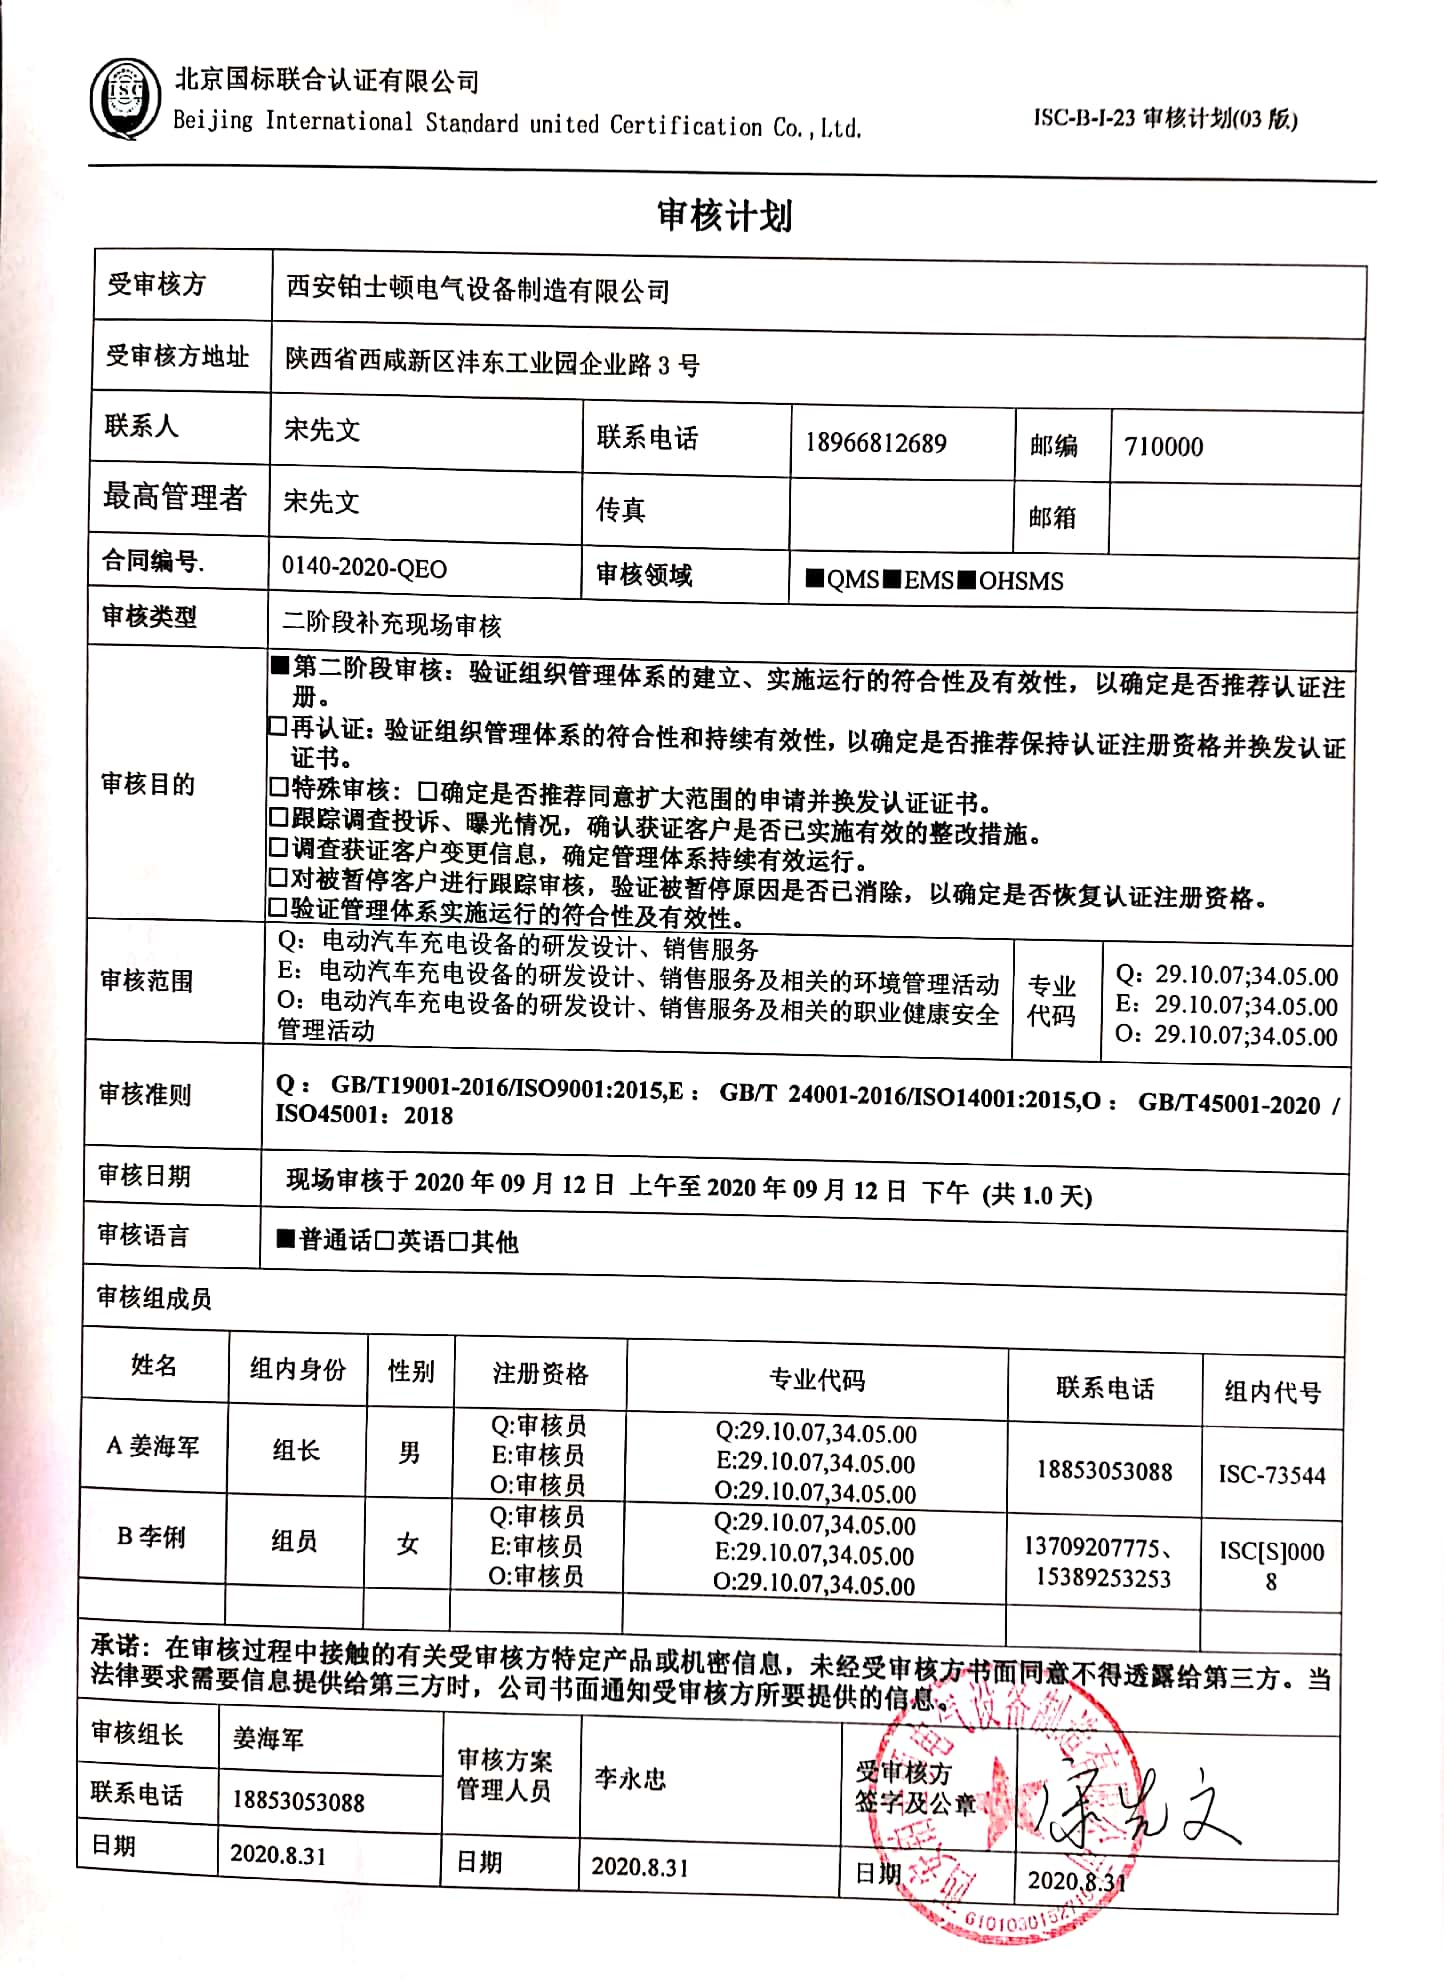 ISC
北京国标联合认证有限公司
Beijing International Standard united Certification Co.,Ltd.
ISC-B-I-23 审核计划(03 版)
审核计划
受审核方 西安铂士顿电气设备制造有限公司
受审核方地址 陕西省西咸新区沣东工业园企业路 3 号
联系人 宋先文 联系电话 18966812689 邮编 710000
最高管理者 宋先文 传真 邮箱
合同编号. 0140-2020-QEO 审核领域 ■QMS■EMS■OHSMS
审核类型 二阶段补充现场审核
审核目的
■第二阶段审核：验证组织管理体系的建立、实施运行的符合性及有效性，以确定是否推荐认证注
册。
□再认证：验证组织管理体系的符合性和持续有效性，以确定是否推荐保持认证注册资格并换发认证
证书。
□特殊审核：□确定是否推荐同意扩大范围的申请并换发认证证书。
□跟踪调查投诉、曝光情况，确认获证客户是否已实施有效的整改措施。
□调查获证客户变更信息，确定管理体系持续有效运行。
□对被暂停客户进行跟踪审核，验证被暂停原因是否已消除，以确定是否恢复认证注册资格。
□验证管理体系实施运行的符合性及有效性。
审核范围
Q：电动汽车充电设备的研发设计、销售服务
E：电动汽车充电设备的研发设计、销售服务及相关的环境管理活动
O：电动汽车充电设备的研发设计、销售服务及相关的职业健康安全
管理活动
专业
代码
Q：29.10.07;34.05.00
E：29.10.07;34.05.00
O：29.10.07;34.05.00
审核准则
Q： GB/T19001-2016/ISO9001:2015,E： GB/T 24001-2016/ISO14001:2015,O： GB/T45001-2020 /
ISO45001：2018
审核日期 现场审核于 2020 年 09 月 12 日 上午至 2020 年 09 月 12 日 下午 (共 1.0 天)
审核语言 ■普通话□英语□其他
审核组成员
姓名 组内身份 性别 注册资格 专业代码 联系电话 组内代号
A 姜海军 组长 男
Q:审核员
E:审核员
O:审核员
Q:29.10.07,34.05.00
E:29.10.07,34.05.00
O:29.10.07,34.05.00
18853053088 ISC-73544
B 李俐 组员 女
Q:审核员
E:审核员
O:审核员
Q:29.10.07,34.05.00
E:29.10.07,34.05.00
O:29.10.07,34.05.00
13709207775、
15389253253
ISC[S]000
8
承诺：在审核过程中接触的有关受审核方特定产品或机密信息，未经受审核方书面同意不得透露给第三方。当
法律要求需要信息提供给第三方时，公司书面通知受审核方所要提供的信息。
审核组长 姜海军
联系电话 18853053088
日期 2020.8.31
审核方案
管理人员
李永忠
日期 2020.8.31
受审核方
签字及公章
宋先文
日期 2020.8.31